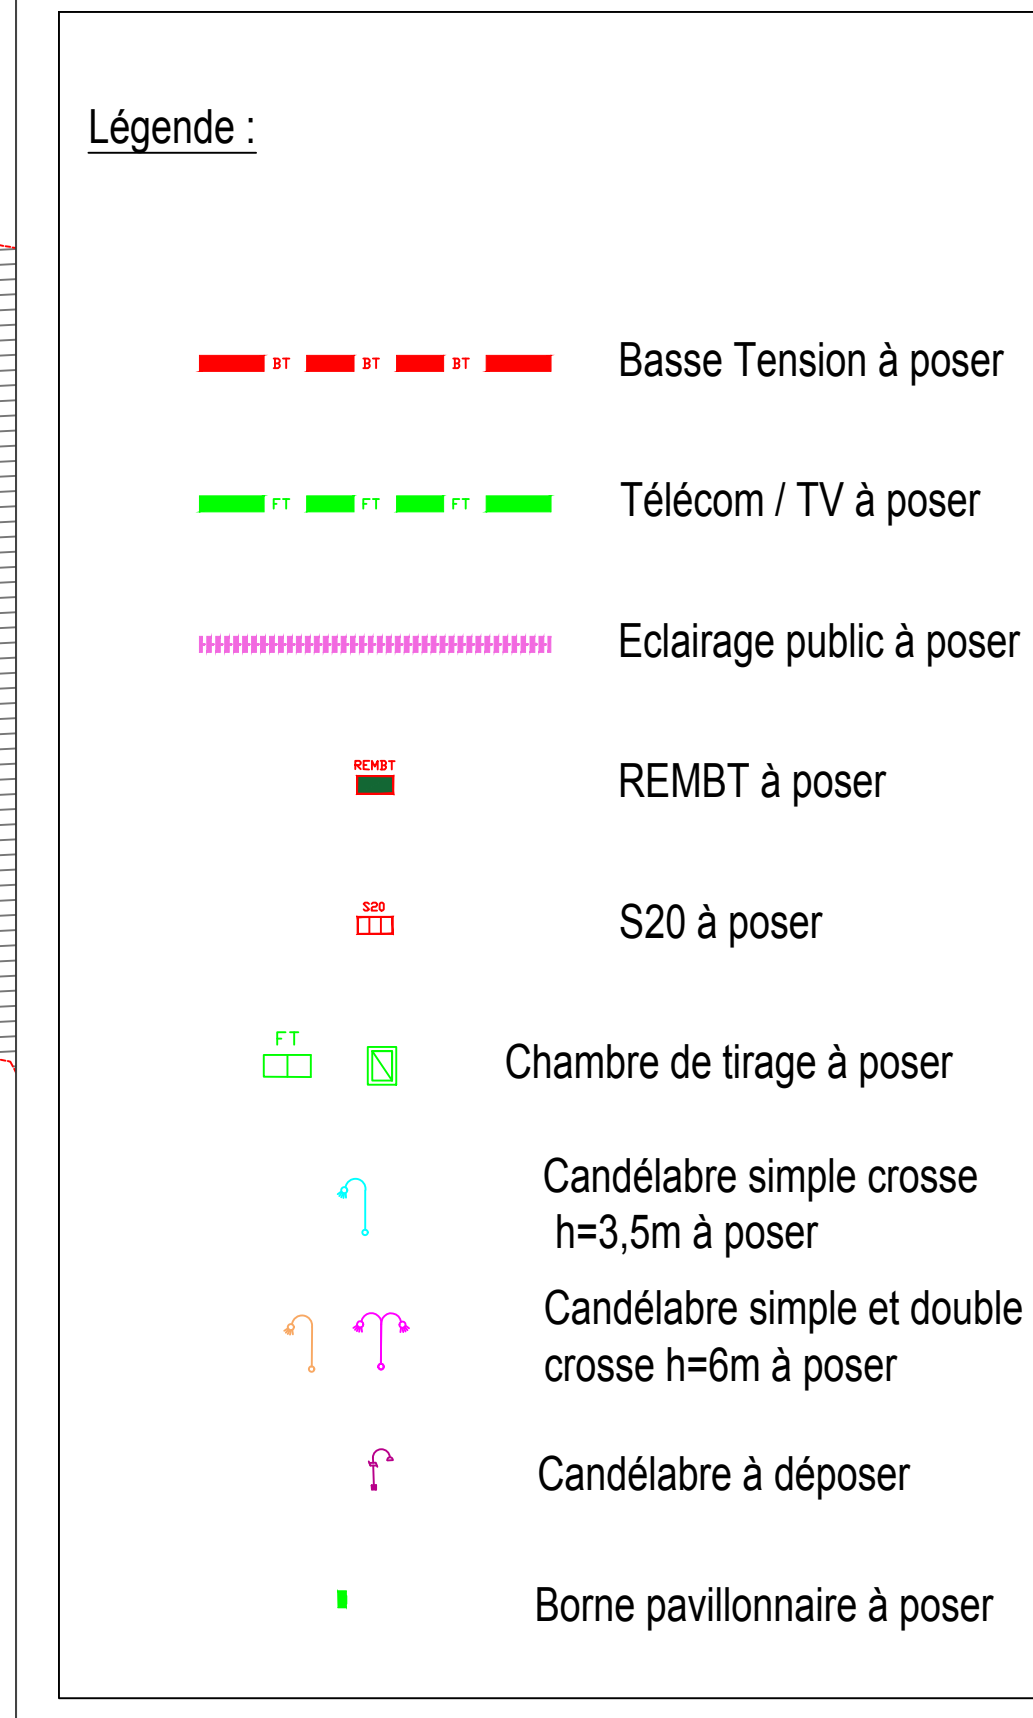 Légende :
BT BT BT Basse Tension à poser
FT FT FT Télécom / TV à poser
Eclairage public à poser
REMBT
REMBT à poser
S20
S20 à poser
FT
Chambre de tirage à poser
Candélabre simple crosse
h=3,5m à poser
Candélabre simple et double
crosse h=6m à poser
Candélabre à déposer
Borne pavillonnaire à poser